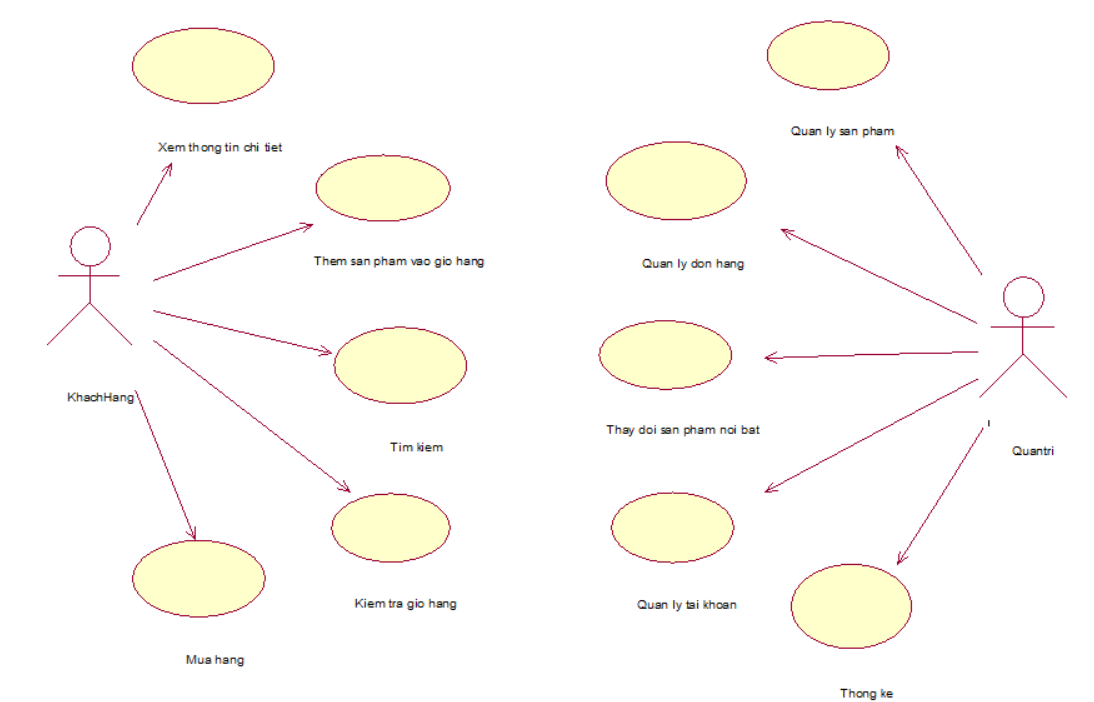 Xem thong tin chi tiet
Them san pham vao gio hang
KhachHang
Tim kiem
Kiem tra gio hang
Mua hang
Quan ly san pham
Quan ly don hang
Thay doi san pham noi bat
Quantri
Quan ly tai khoan
Thong ke